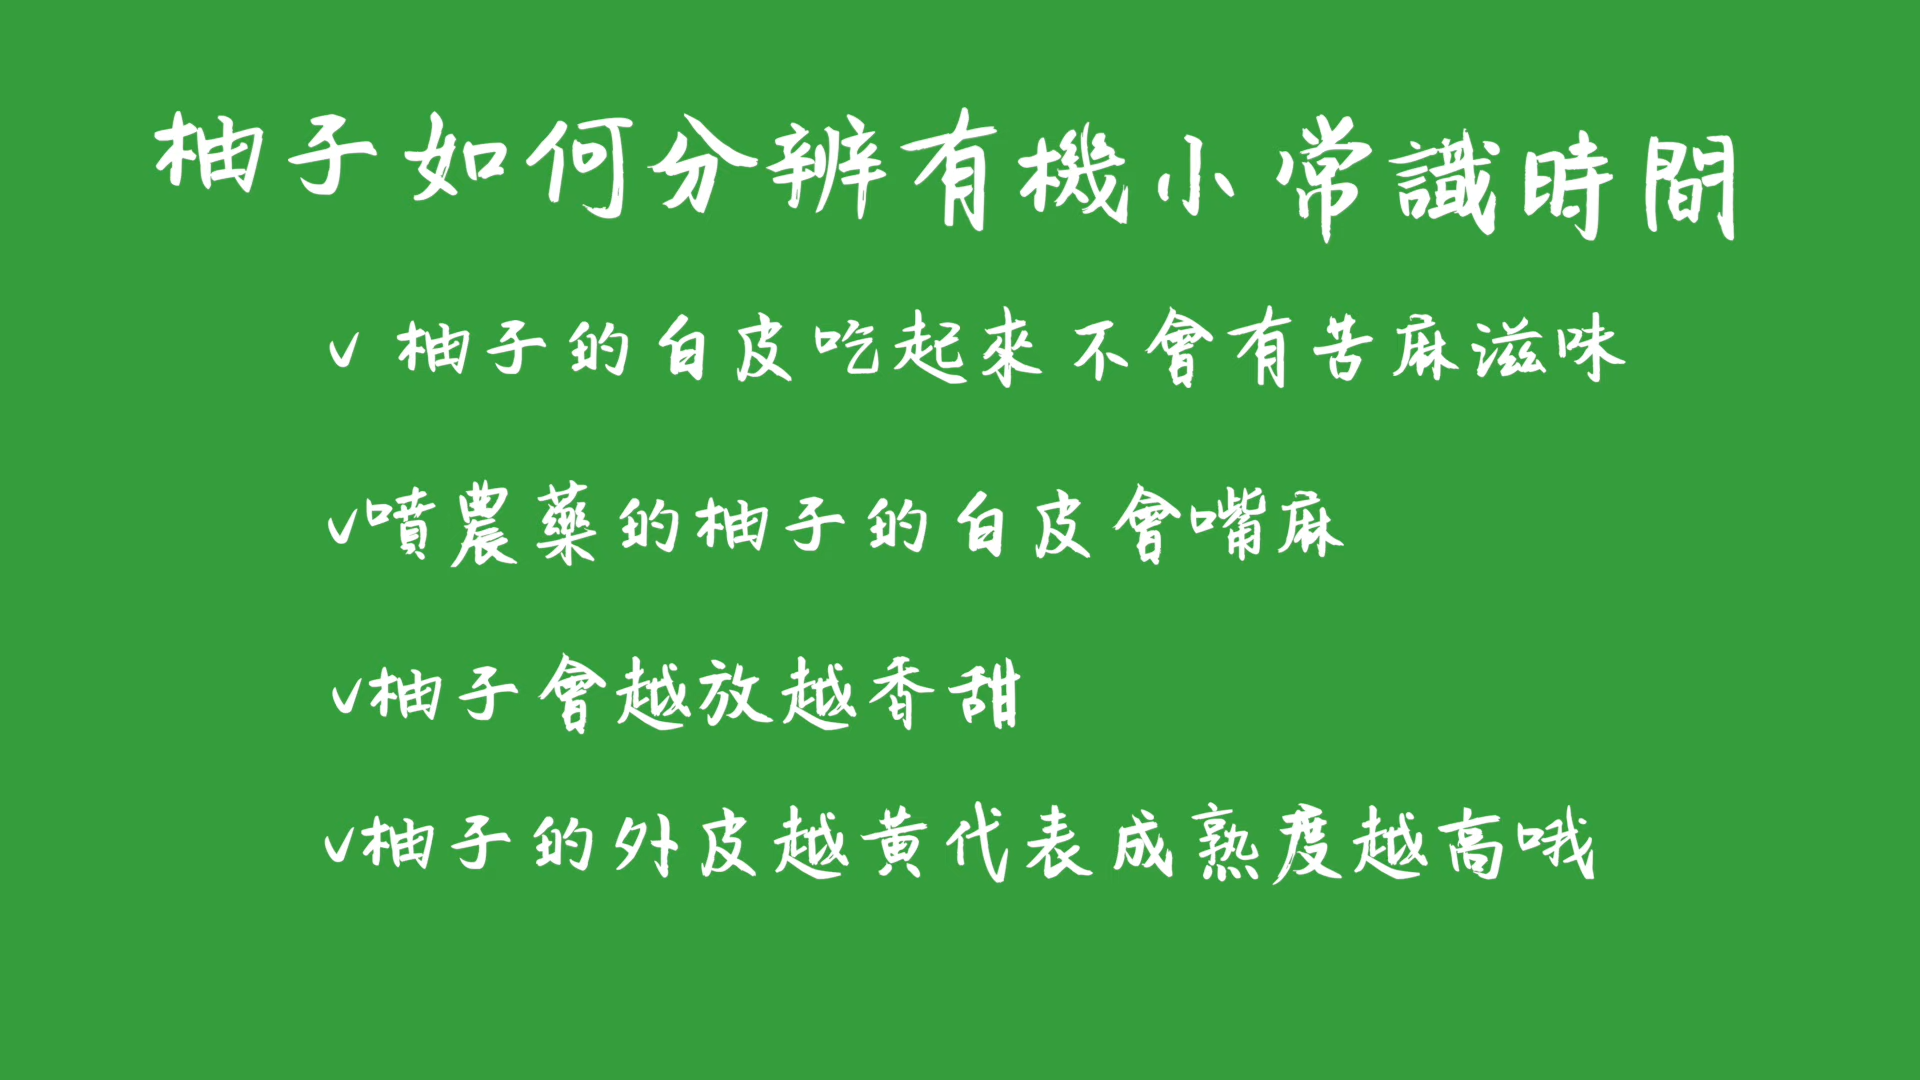 柚子如何分辨有機小常識時間
✓ 柚子的白皮吃起來不會有苦麻滋味
✓噴農藥的柚子的白皮會嘴麻
✓柚子會越放越香甜
✓柚子的外皮越黃代表成熟度越高哦